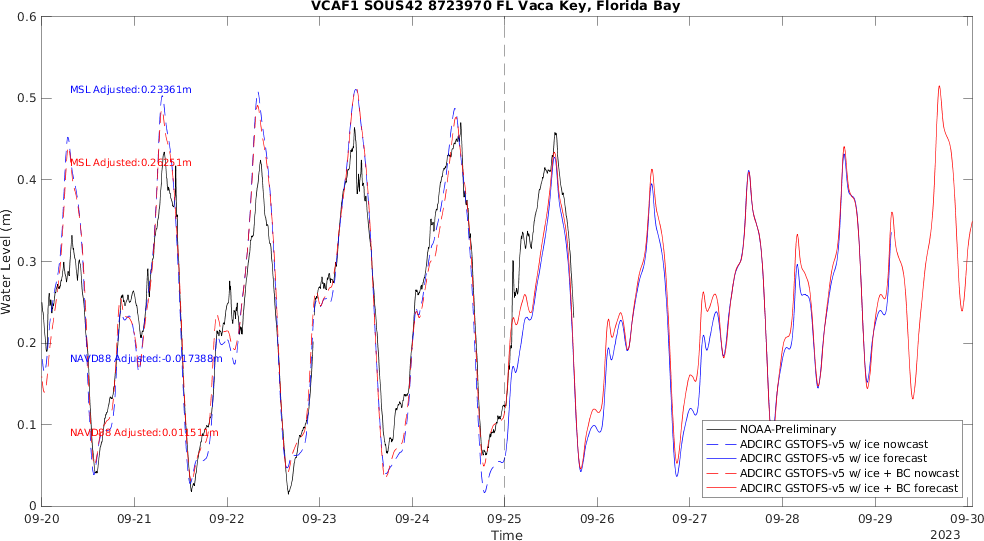 VCAF1 SOUS42 8723970 FL Vaca Key, Florida Bay
0.6
0.5
0.4
0.3
0.2
0.1
0
Water Level (m)
MSL Adjusted:0.23361m
MSL Adjusted:0.26251m
NAVD88 Adjusted:-0.017388m
NAVD88 Adjusted:0.011511m
NOAA-Preliminary
ADCIRC GSTOFS-v5 w/ ice nowcast
ADCIRC GSTOFS-v5 w/ ice forecast
ADCIRC GSTOFS-v5 w/ ice + BC nowcast
ADCIRC GSTOFS-v5 w/ ice + BC forecast
09-20 09-21 09-22 09-23 09-24 09-25 09-26 09-27 09-28 09-29 09-30
Time
2023